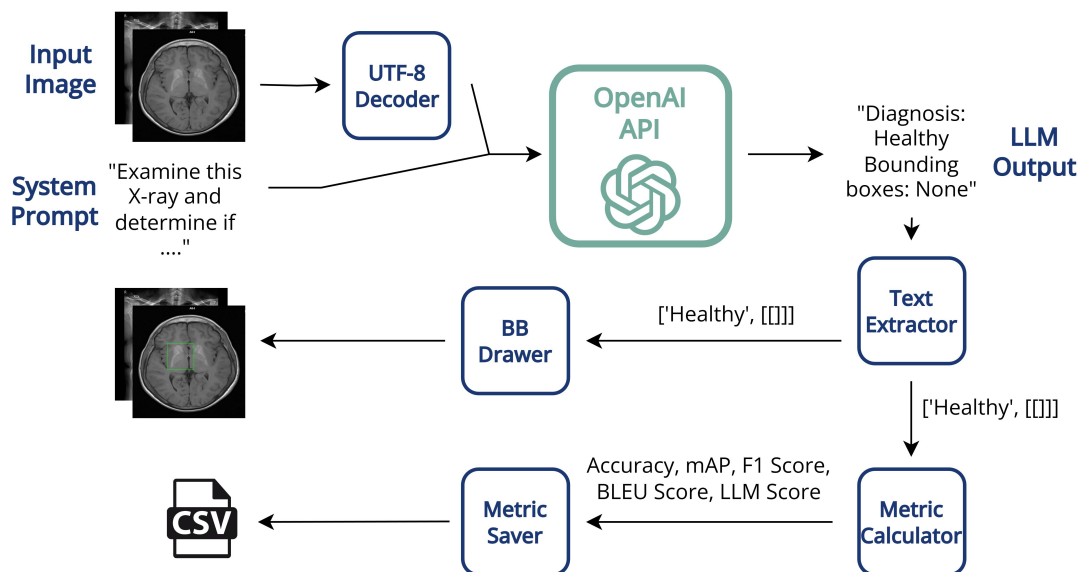 Input
Image
UTF-8
Decoder
OpenAI
API
"Diagnosis:
Healthy
Bounding
boxes: None"
LLM
Output
System
Prompt
"Examine this
X-ray and
determine if
...."
Text
Extractor
['Healthy', [[]]]
BB
Drawer
['Healthy', [[]]]
Metric
Calculator
Accuracy, mAP, F1 Score,
BLEU Score, LLM Score
Metric
Saver
CSV